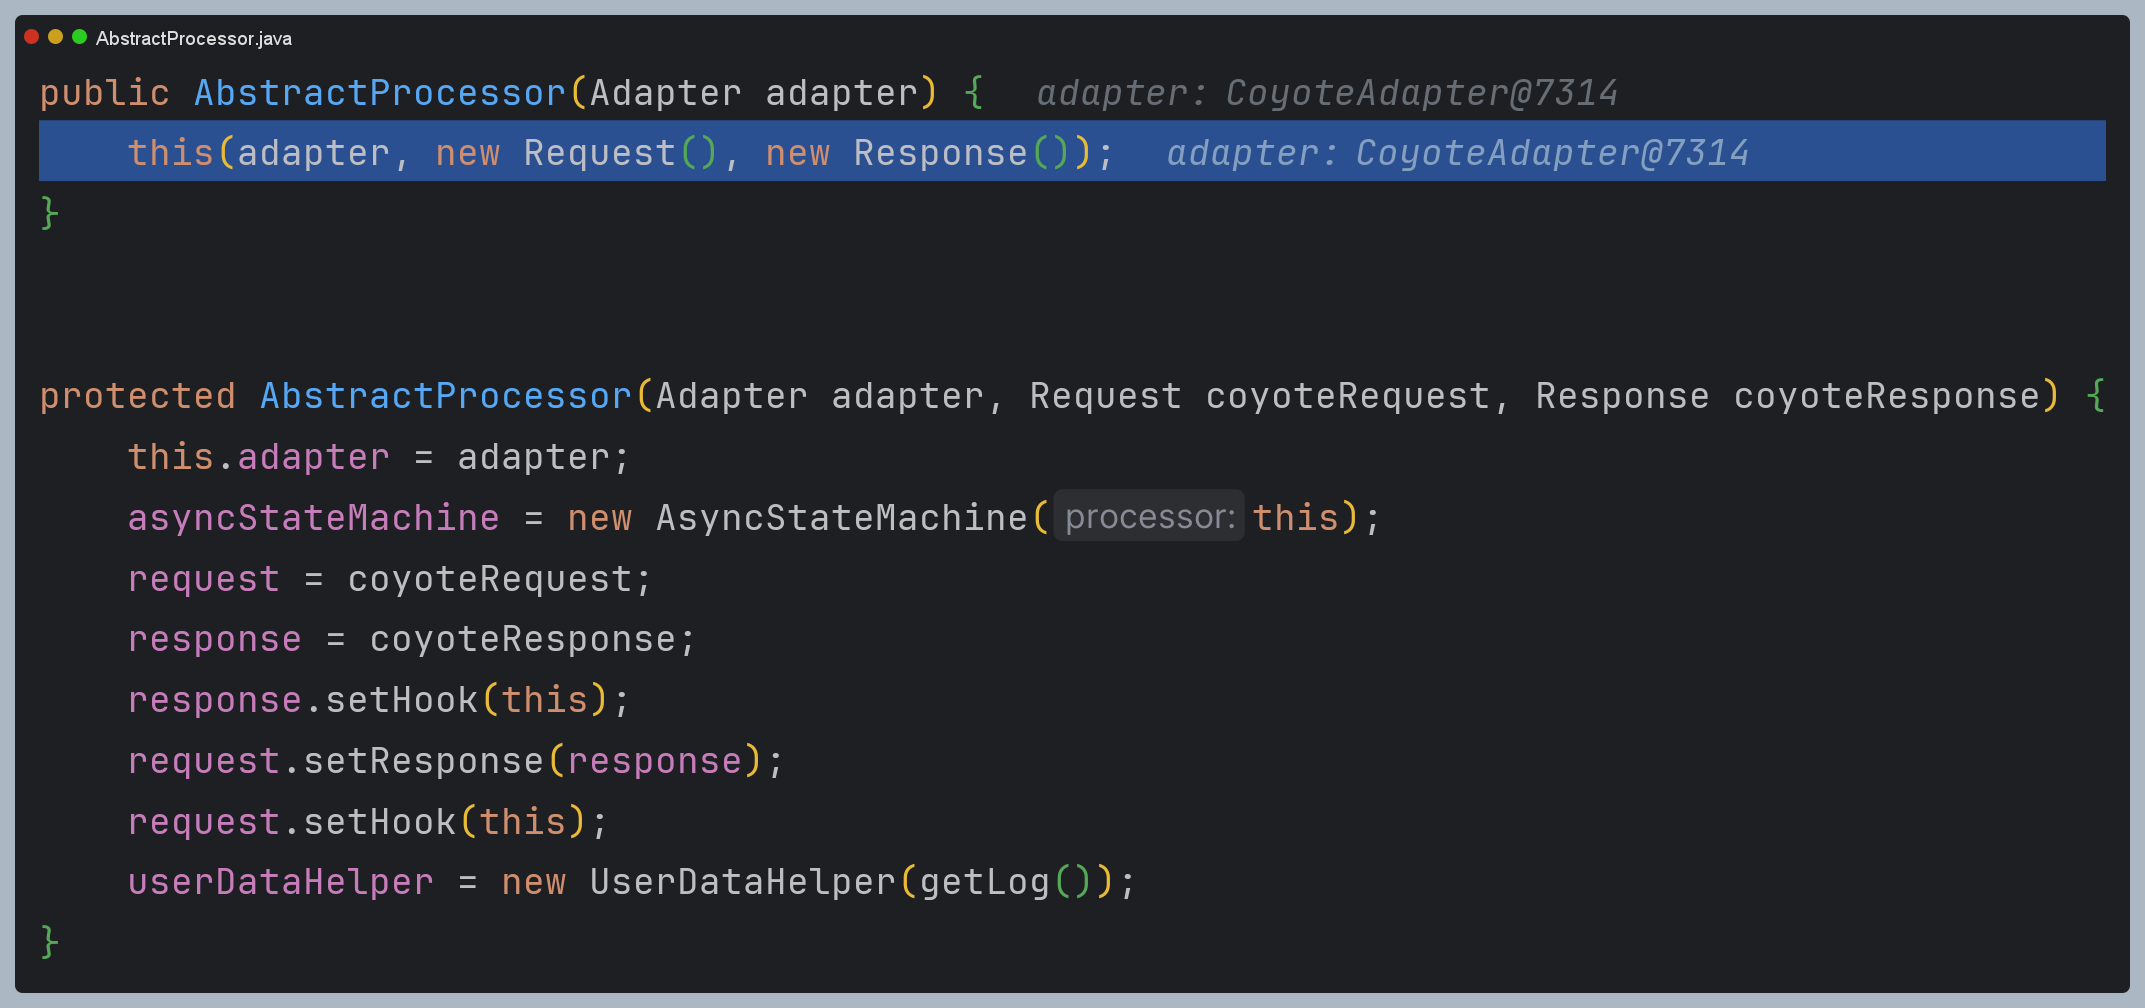 AbstractProcessor.java
public AbstractProcessor(Adapter adapter) {  adapter: CoyoteAdapter@7314
    this(adapter, new Request(), new Response());  adapter: CoyoteAdapter@7314
}
protected AbstractProcessor(Adapter adapter, Request coyoteRequest, Response coyoteResponse) {
    this.adapter = adapter;
    asyncStateMachine = new AsyncStateMachine( processor: this);
    request = coyoteRequest;
    response = coyoteResponse;
    response.setHook(this);
    request.setResponse(response);
    request.setHook(this);
    userDataHelper = new UserDataHelper(getLog());
}